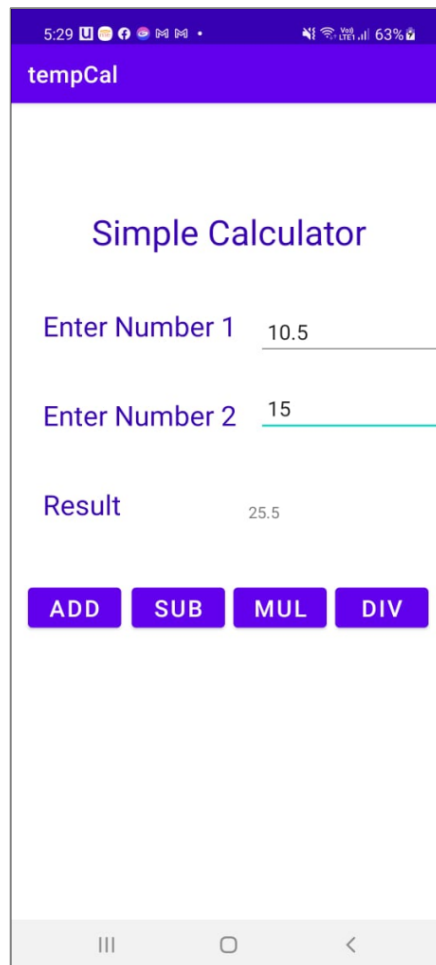 5:29 63%
tempCal
Simple Calculator
Enter Number 1 10.5
Enter Number 2 15
Result 25.5
ADD SUB MUL DIV